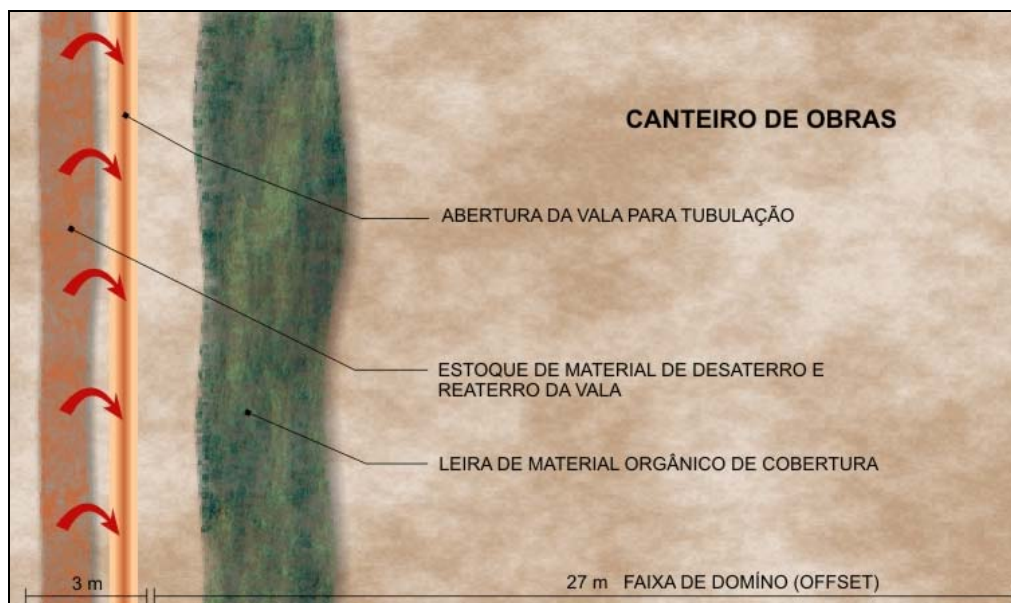 CANTEIRO DE OBRAS
ABERTURA DA VALA PARA TUBULAÇÃO
ESTOQUE DE MATERIAL DE DESATERRO E
REATERRO DA VALA
LEIRA DE MATERIAL ORGÂNICO DE COBERTURA
3 m
27 m FAIXA DE DOMÍNO (OFFSET)